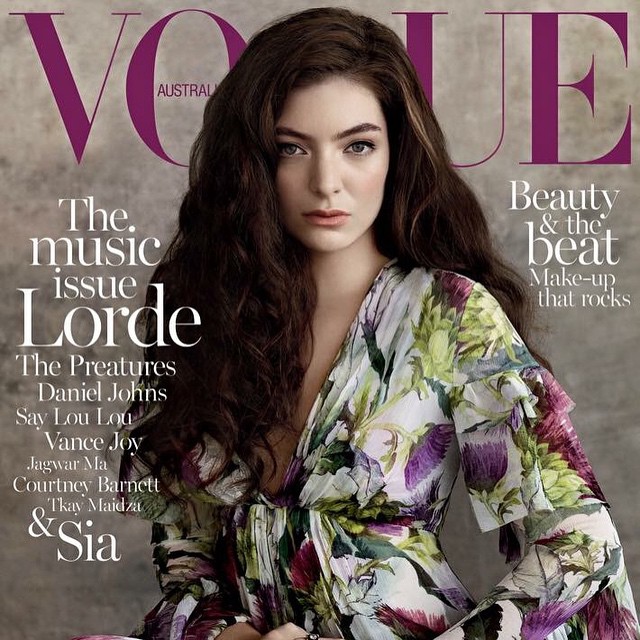 VOGUE
AUSTRALIA
The
music
issue
Lorde
The Preatures
Daniel Johns
Say Lou Lou
Vance Joy
Jagwar Ma
Courtney Barnett
Tkay Maidza
& Sia
Beauty
& the
beat
Make-up
that rocks